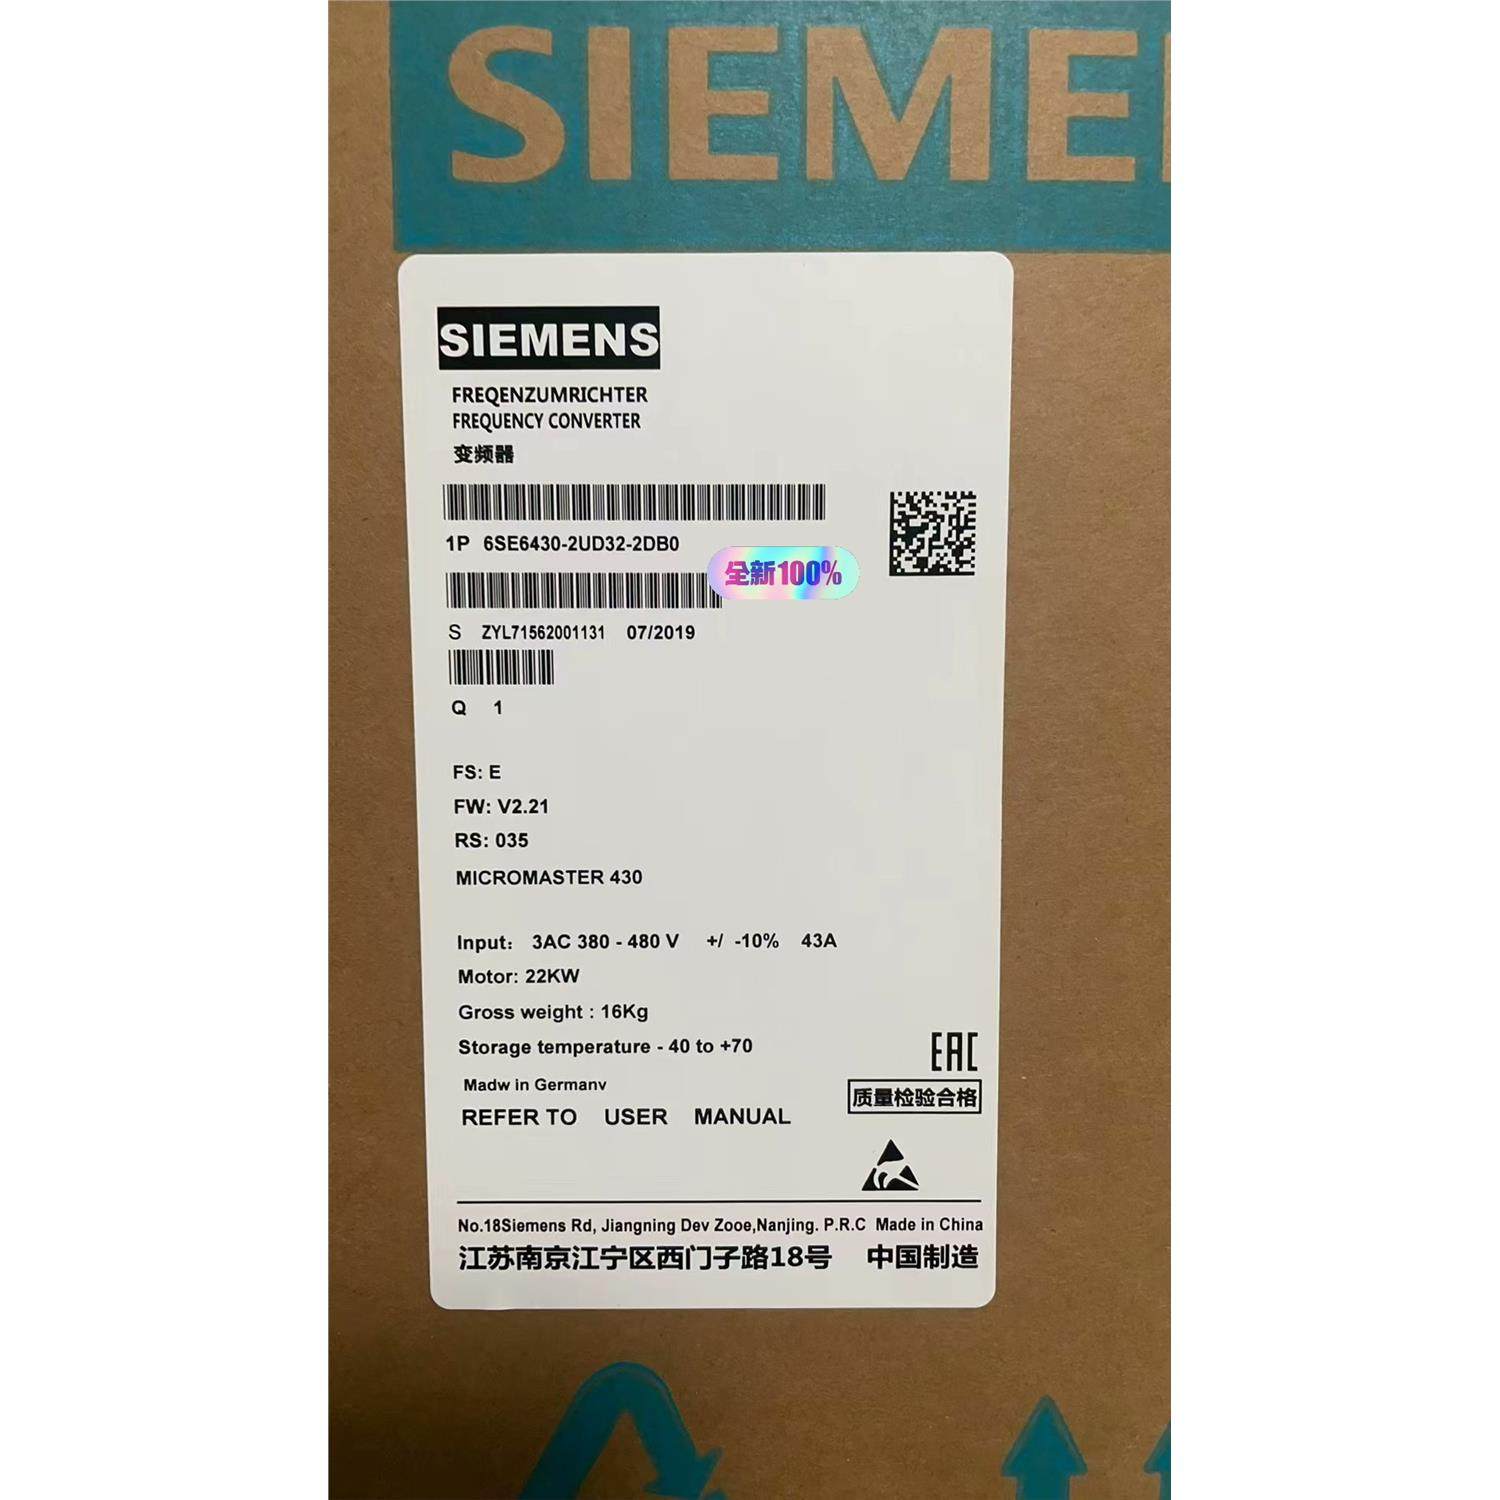 SIEMEN
SIEMENS
FREQENZUMRICHTER
FREQUENCY CONVERTER
变频器
1P 6SE6430-2UD32-2DB0
全新100%
S ZYL71562001131 07/2019
Q 1
FS: E
FW: V2.21
RS: 035
MICROMASTER 430
Input: 3AC 380 - 480 V +/ -10% 43A
Motor: 22KW
Gross weight : 16Kg
Storage temperature - 40 to +70
EAC
Madw in Germanv
质量检验合格
REFER TO USER MANUAL
No.18Siemens Rd, Jiangning Dev Zooe,Nanjing. P.R.C Made in China
江苏南京江宁区西门子路18号 中国制造